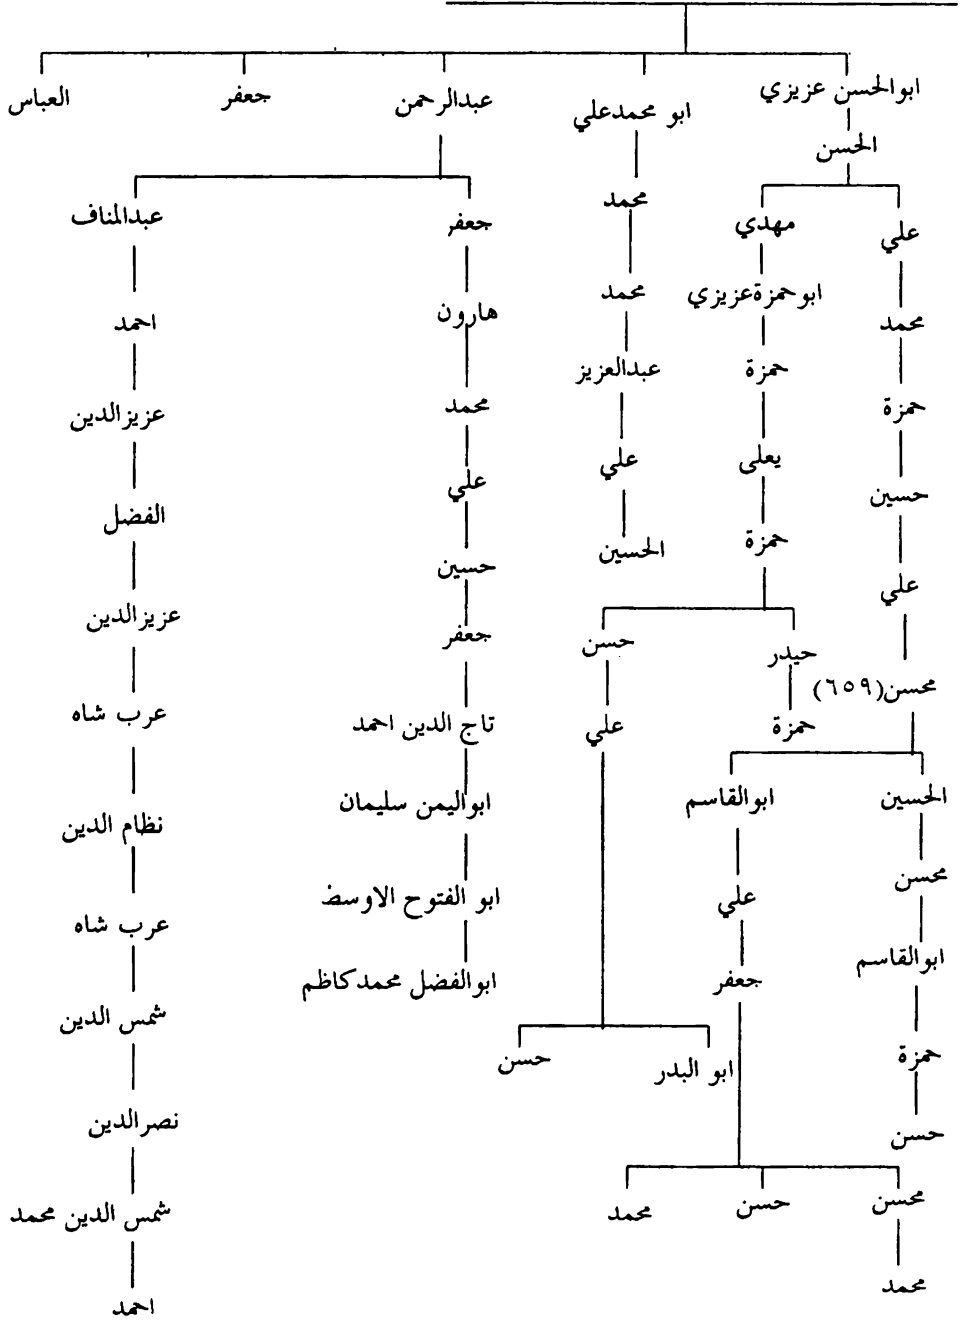 ابوالحسن عزيزي
ابو محمدعلي
عبدالرحمن
جعفر
العباس
الحسن
علي
محمد
حمزة
حسين
علي
محسن(٦٥٩)
الحسين
محسن
ابوالقاسم
حمزة
حسن
ابوالقاسم
علي
جعفر
محسن
محمد
حسن
محمد
مهدي
ابوحمزةعزيزي
حمزة
يعلى
حمزة
حيدر
حمزة
حسن
علي
ابو البدر
حسن
محمد
محمد
عبدالعزيز
علي
الحسين
جعفر
هارون
محمد
علي
حسين
جعفر
تاج الدين احمد
ابواليمن سليمان
ابو الفتوح
ابوالفضل محمدكاظم
عبدالمناف
احمد
عزيزالدين
الفضل
عزيزالدين
عرب شاه
نظام الدين
عرب شاه
شمس الدين
نصرالدين
شمس الدين محمد
احمد